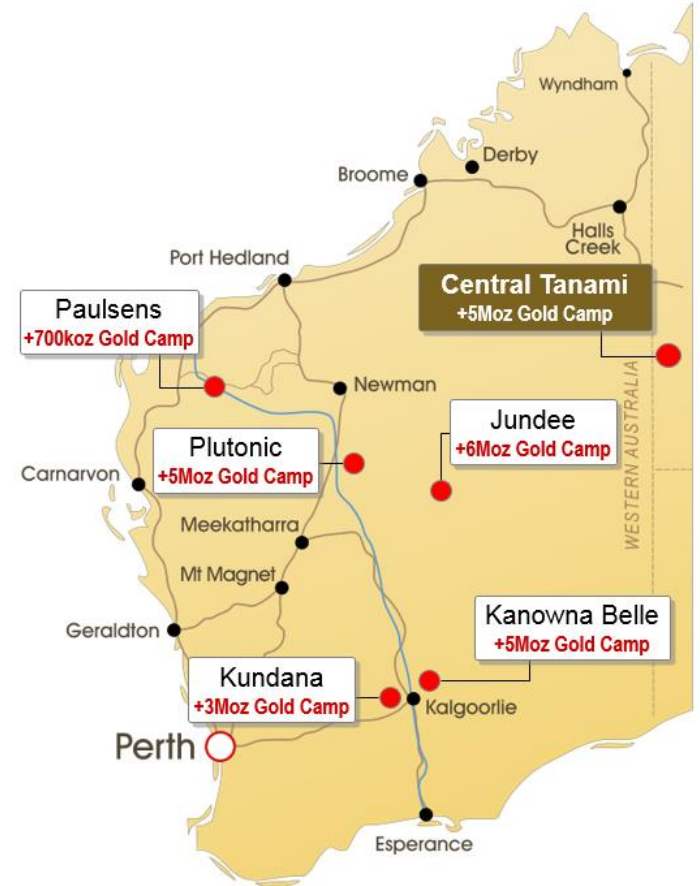 Wyndham
Derby
Broome
Halls
Creek
Port Hedland
Central Tanami
+5Moz Gold Camp
Paulsens
+700koz Gold Camp
Newman
Jundee
+6Moz Gold Camp
Plutonic
+5Moz Gold Camp
WESTERN AUSTRALIA
Carnarvon
Meekatharra
Mt Magnet
Kanowna Belle
+5Moz Gold Camp
Geraldton
Kundana
+3Moz Gold Camp
Kalgoorlie
Perth
Esperance